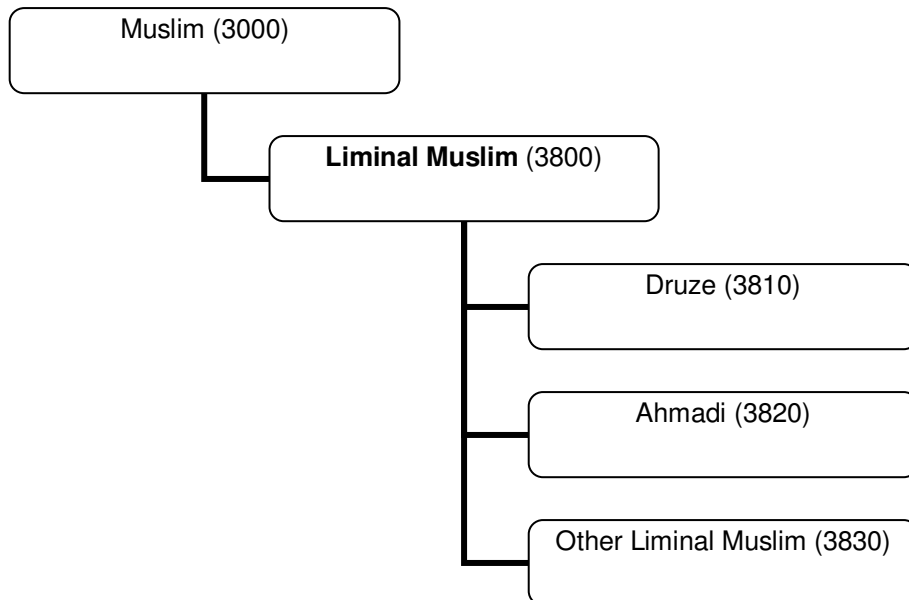 Muslim (3000)
Liminal Muslim (3800)
Druze (3810)
Ahmadi (3820)
Other Liminal Muslim (3830)